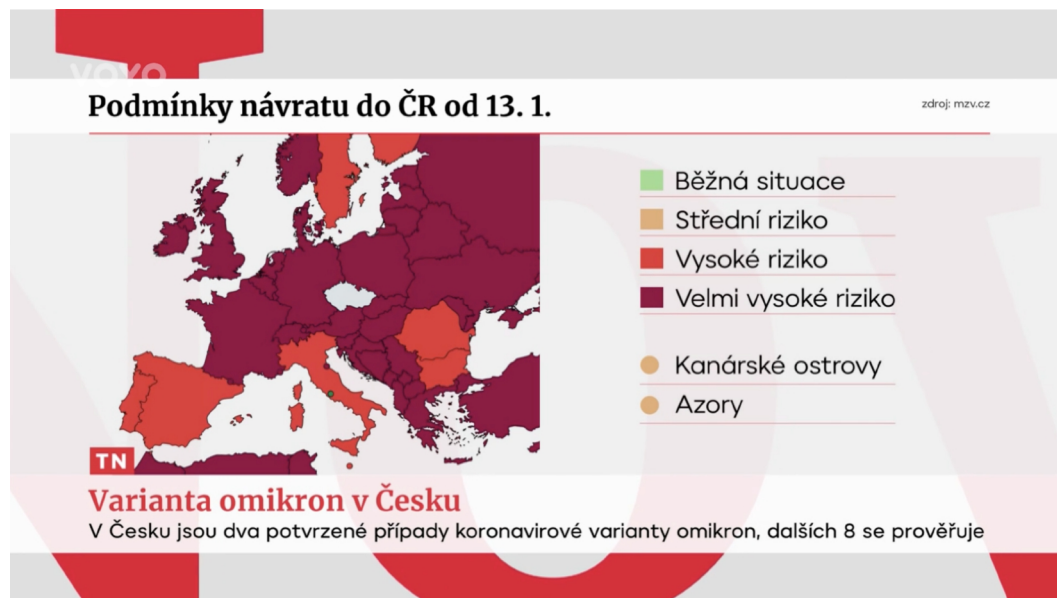 voyo
Podmínky návratu do ČR od 13. 1.
zdroj: mzv.cz
Běžná situace
Střední riziko
Vysoké riziko
Velmi vysoké riziko
Kanárské ostrovy
Azory
TN
Varianta omikron v Česku
V Česku jsou dva potvrzené případy koronavirové varianty omikron, dalších 8 se prověřuje